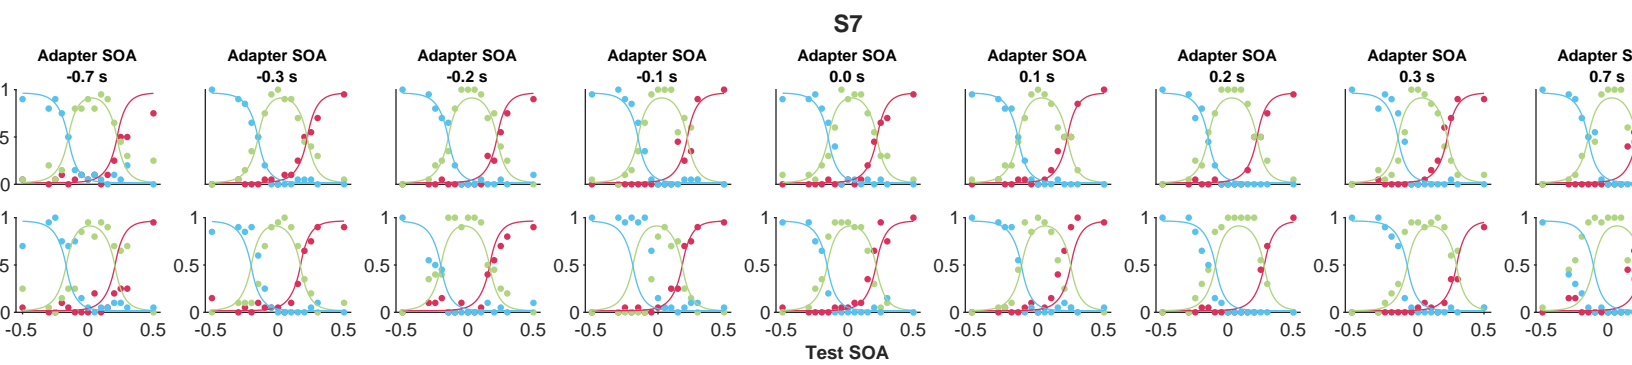 S7
Adapter SOA Adapter SOA Adapter SOA Adapter SOA Adapter SOA Adapter SOA Adapter SOA Adapter SOA Adapter S
-0.7 s -0.3 s -0.2 s -0.1 s 0.0 s 0.1 s 0.2 s 0.3 s 0.7 s
1 1 1 1 1 1 1 1 1
5 0.5 0.5 0.5 0.5 0.5 0.5 0.5 0.5
0 0 0 0 0 0 0 0 0
-0.5 0 0.5 -0.5 0 0.5 -0.5 0 0.5 -0.5 0 0.5 -0.5 0 0.5 -0.5 0 0.5 -0.5 0 0.5 -0.5 0 0.5 -0.5 0
Test SOA